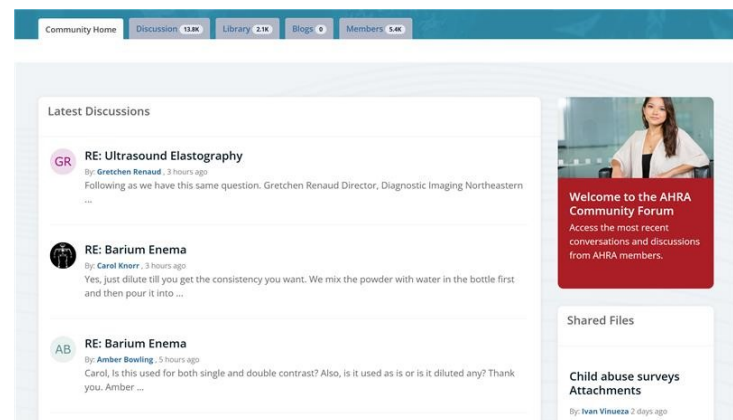 Community Home Discussion 13.8K Library 2.1K Blogs 0 Members 5.4K
Latest Discussions
GR
RE: Ultrasound Elastography
By: Gretchen Renaud , 3 hours ago
Following as we have this same question. Gretchen Renaud Director, Diagnostic Imaging Northeastern
...
RE: Barium Enema
By: Carol Knorr , 3 hours ago
Yes, just dilute till you get the consistency you want. We mix the powder with water in the bottle first
and then pour it into ...
AB
RE: Barium Enema
By: Amber Bowling , 5 hours ago
Carol, Is this used for both single and double contrast? Also, is it used as is or is it diluted any? Thank
you. Amber ...
Welcome to the AHRA
Community Forum
Access the most recent
conversations and discussions
from AHRA members.
Shared Files
Child abuse surveys
Attachments
By: Ivan Vinueza 2 days ago